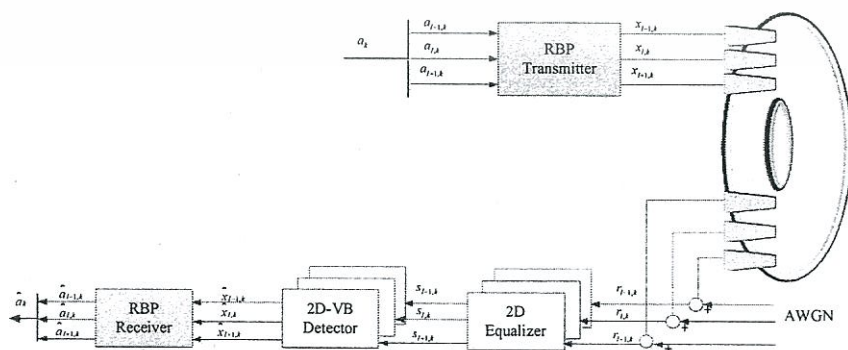 a_{l-1,k}
x_{l-1,k}
a_k
a_{l,k}
RBP
Transmitter
x_{l,k}
a_{l+1,k}
x_{l+1,k}
â_k
â_{l-1,k}
â_{l,k}
â_{l+1,k}
RBP
Receiver
x̂_{l-1,k}
x̂_{l,k}
x̂_{l+1,k}
2D-VB
Detector
s_{l-1,k}
s_{l,k}
s_{l+1,k}
2D
Equalizer
r_{l-1,k}
r_{l,k}
r_{l+1,k}
+
+
+
AWGN